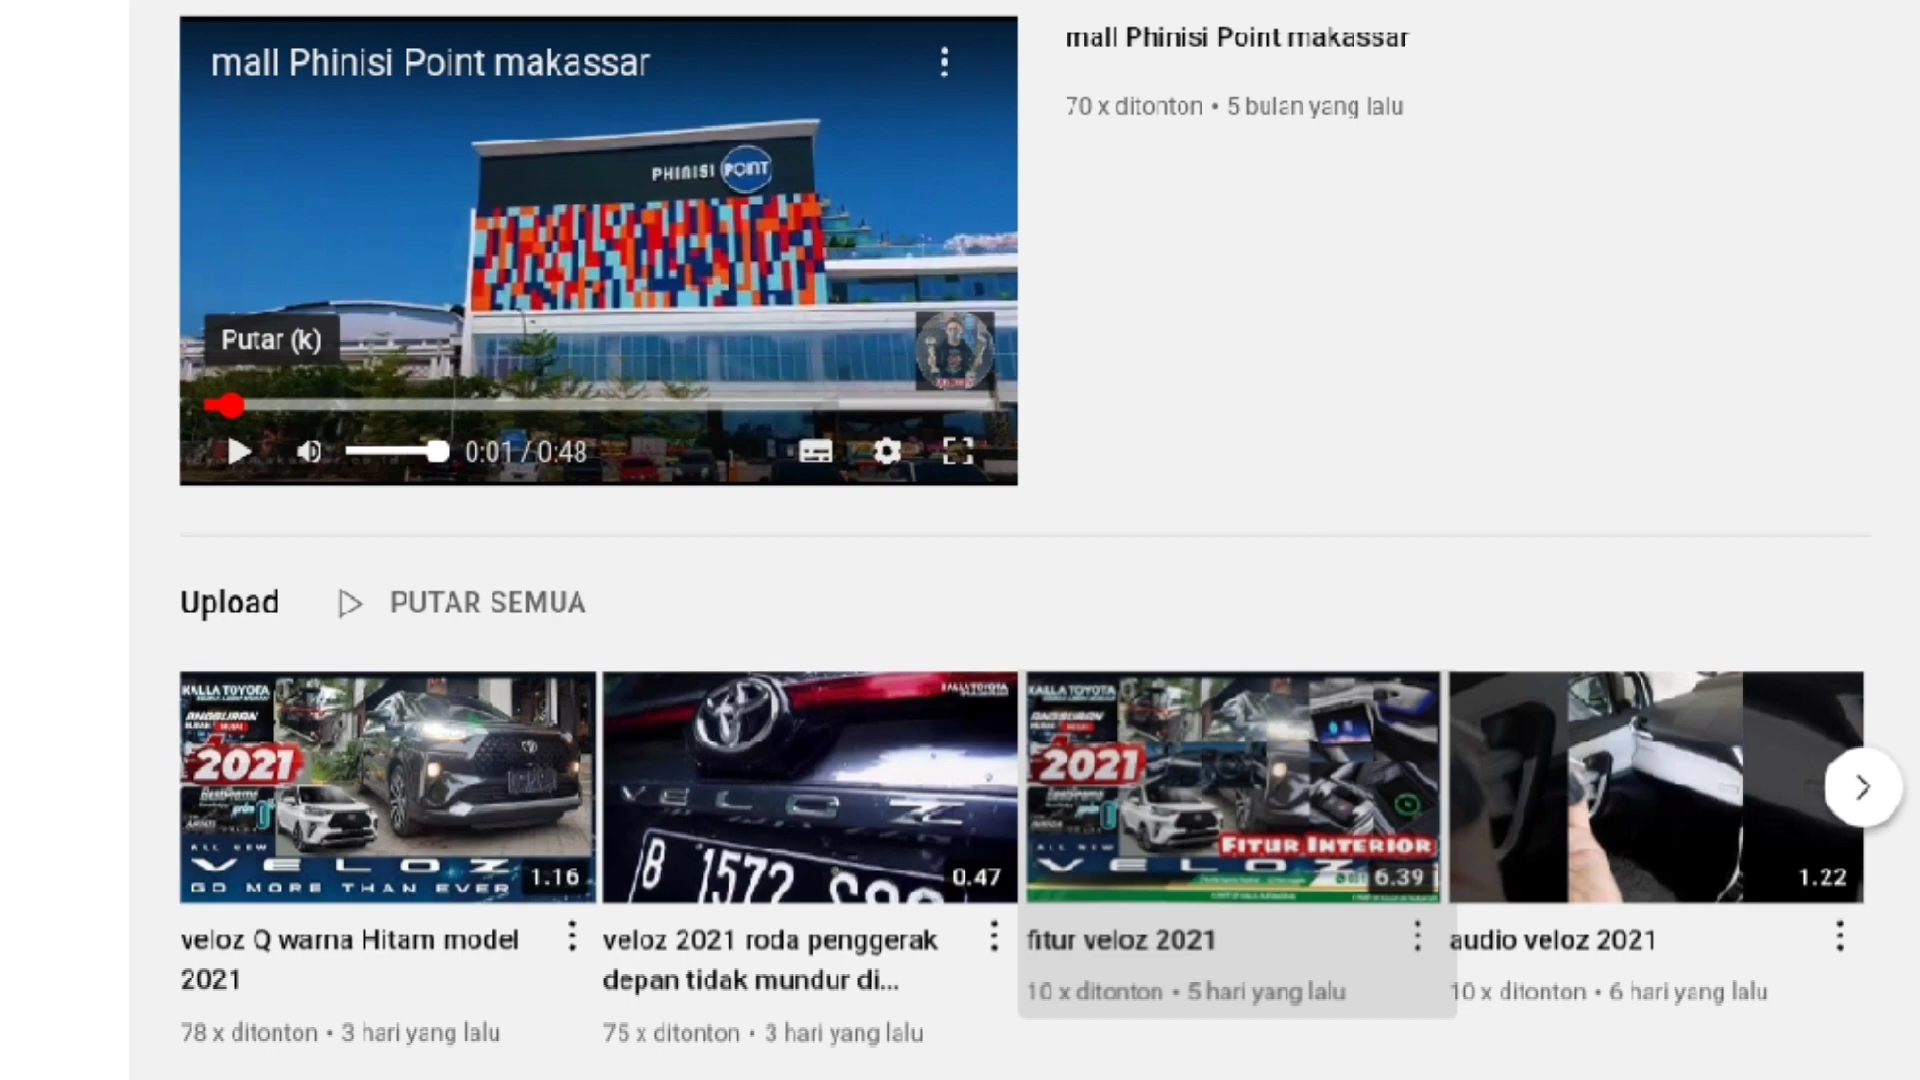 mall Phinisi Point makassar
mall Phinisi Point makassar
70 x ditonton • 5 bulan yang lalu
PHINISI POINT
Putar (k)
0:01 / 0:48
Upload
PUTAR SEMUA
KALLA TOYOTA
2021
ALL NEW
VELOZ
GO MORE THAN EVER
1.16
KALLA TOYOTA
VELOZ
B 1572
0.47
KALLA TOYOTA
2021
FITUR INTERIOR
ALL NEW
VELOZ
6.39
1.22
veloz Q warna Hitam model
2021
78 x ditonton • 3 hari yang lalu
veloz 2021 roda penggerak
depan tidak mundur di...
75 x ditonton • 3 hari yang lalu
fitur veloz 2021
10 x ditonton • 5 hari yang lalu
audio veloz 2021
10 x ditonton • 6 hari yang lalu